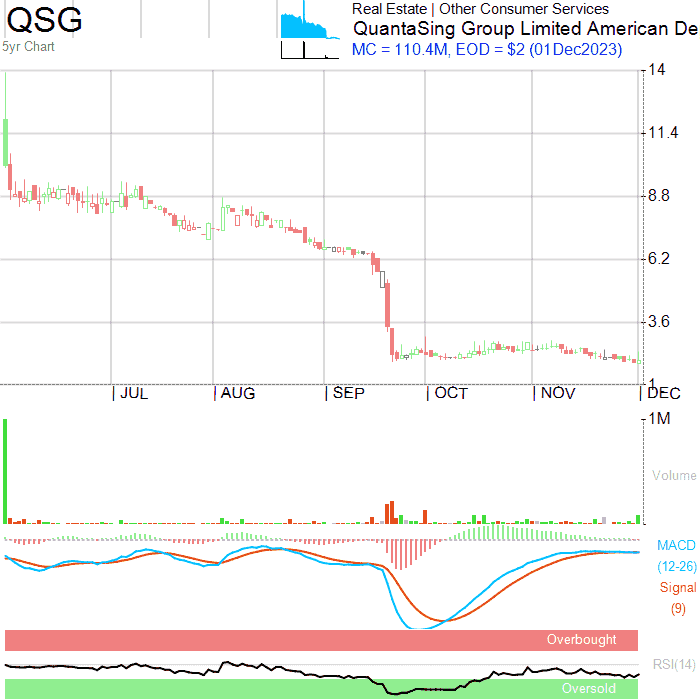 QSG
5yr Chart
Real Estate | Other Consumer Services
QuantaSing Group Limited American De
MC = 110.4M, EOD = $2 (01Dec2023)
14
11.4
8.8
6.2
3.6
1
| JUL | AUG | SEP | OCT | NOV | DEC
1M
Volume
MACD
(12-26)
Signal
(9)
Overbought
RSI(14)
Oversold